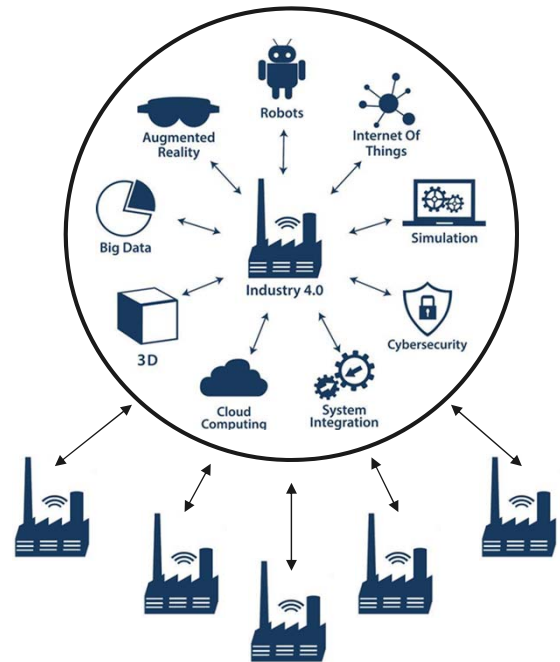 Robots
Augmented
Reality
Internet Of
Things
Big Data
Simulation
Industry 4.0
3D
Cybersecurity
Cloud
Computing
System
Integration